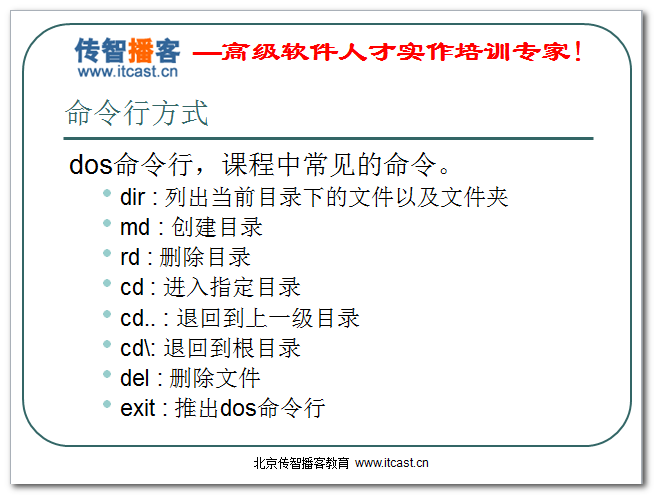 传智播客 —高级软件人才实作培训专家!
www.itcast.cn
命令行方式
dos命令行，课程中常见的命令。
dir : 列出当前目录下的文件以及文件夹
md : 创建目录
rd : 删除目录
cd : 进入指定目录
cd.. : 退回到上一级目录
cd\: 退回到根目录
del : 删除文件
exit : 推出dos命令行
北京传智播客教育 www.itcast.cn